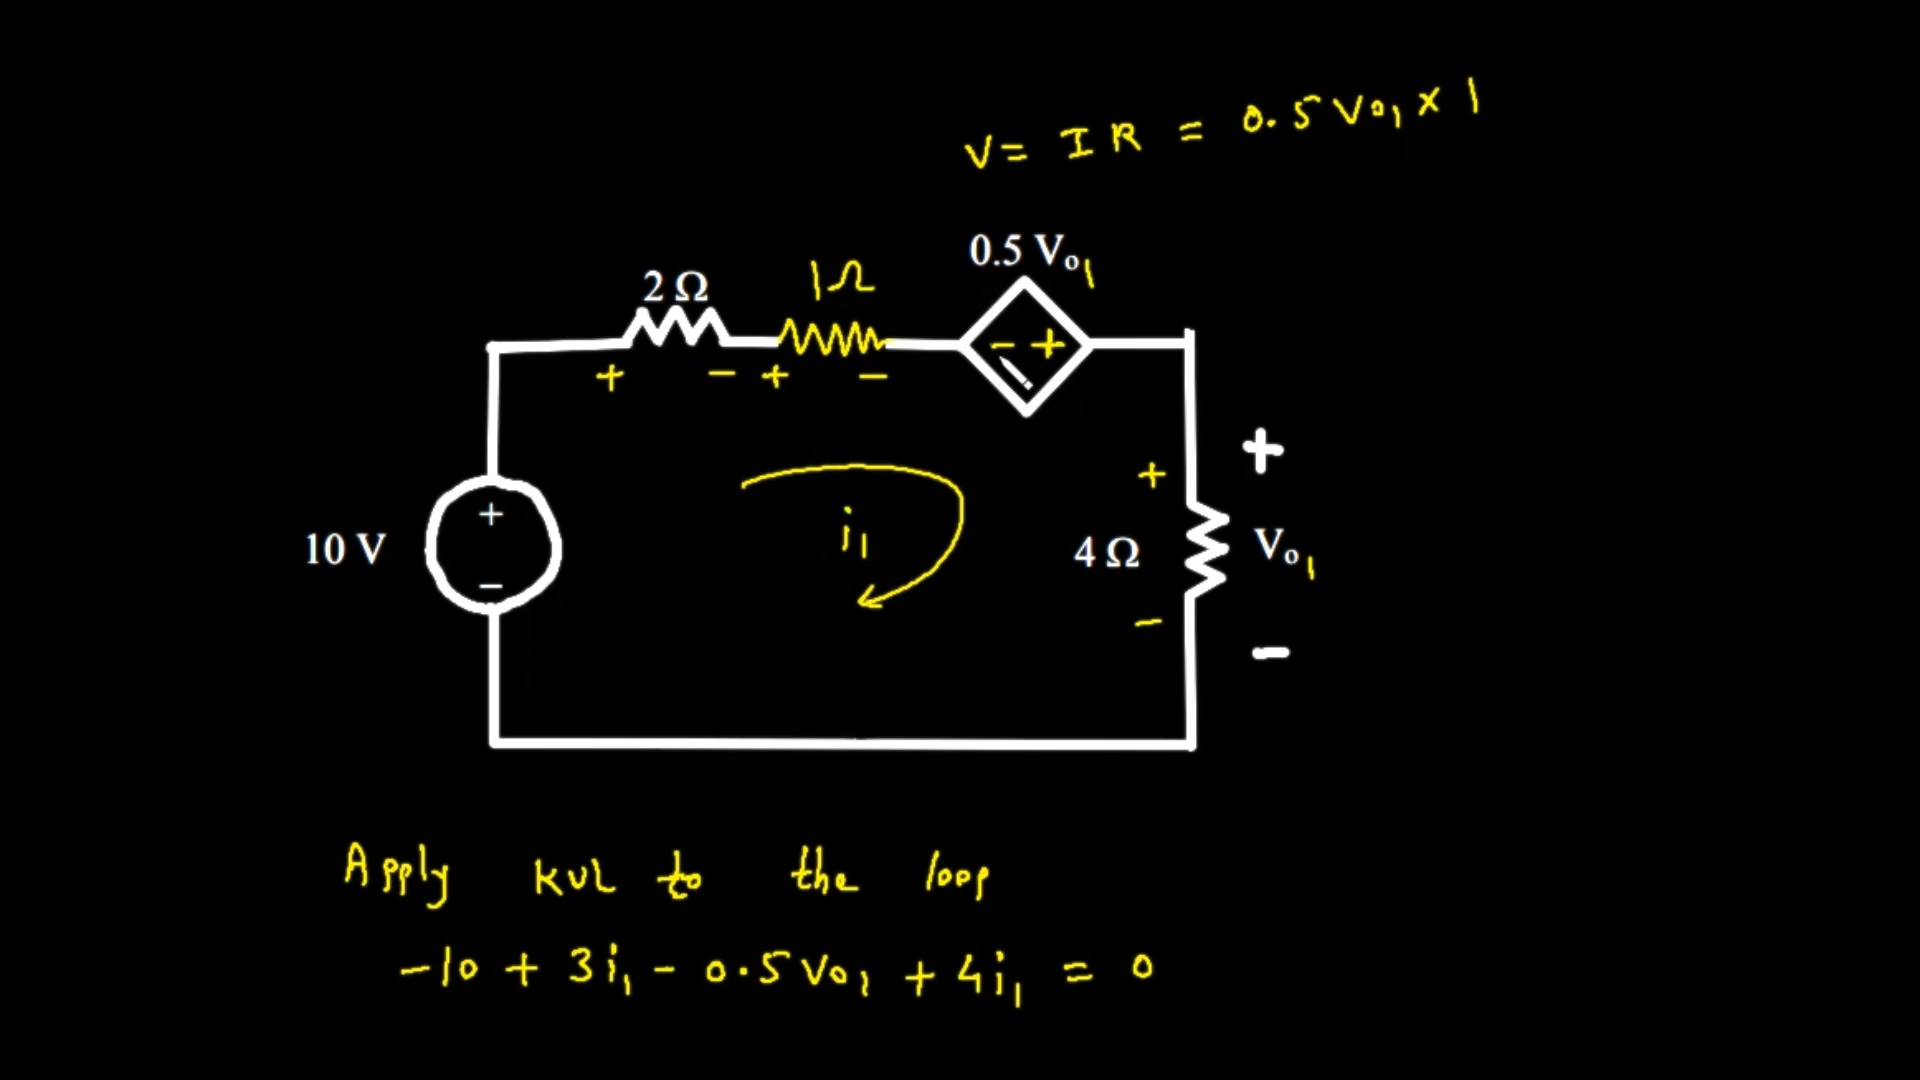 V = IR = 0.5 Vo1 × 1
0.5 Vo1
2 Ω
1Ω
- +
+ - + -
+
+
+
i1
10 V
4 Ω
Vo1
-
-
-
Apply KVL to the loop
-10 + 3i1 - 0.5Vo1 + 4i1 = 0